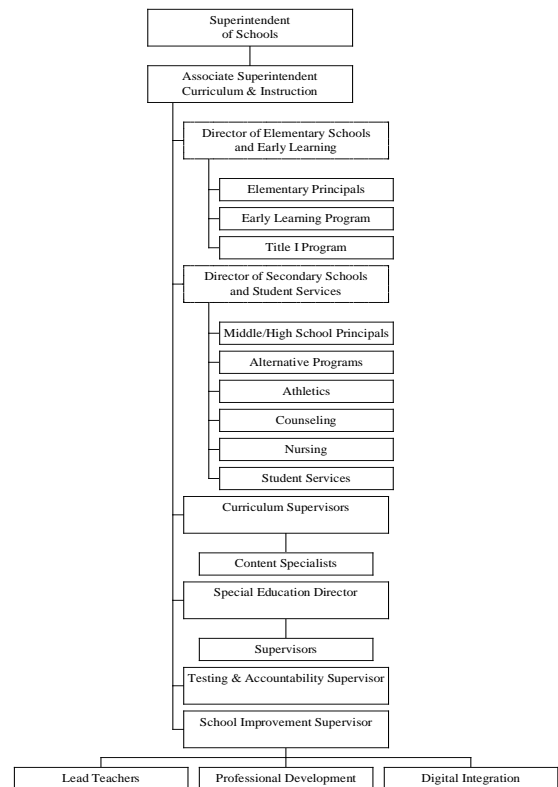 Superintendent
of Schools
Associate Superintendent
Curriculum & Instruction
Director of Elementary Schools
and Early Learning
Elementary Principals
Early Learning Program
Title I Program
Director of Secondary Schools
and Student Services
Middle/High School Principals
Alternative Programs
Athletics
Counseling
Nursing
Student Services
Curriculum Supervisors
Content Specialists
Special Education Director
Supervisors
Testing & Accountability Supervisor
School Improvement Supervisor
Lead Teachers
Professional Development
Digital Integration